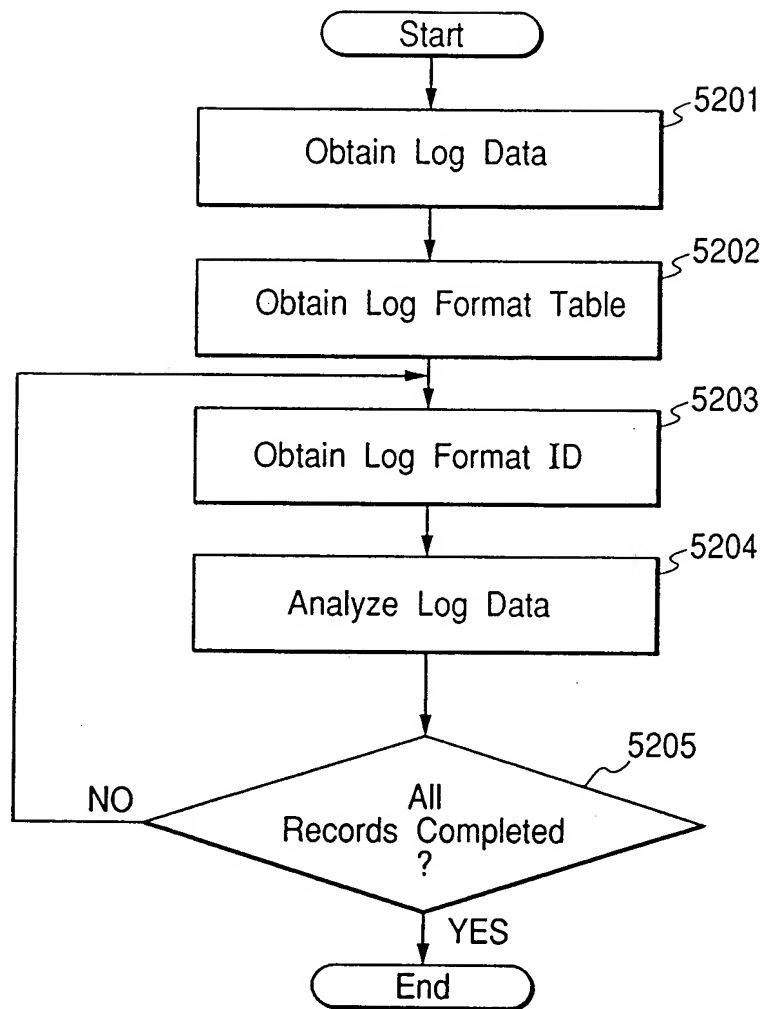 Start
5201
Obtain Log Data
5202
Obtain Log Format Table
5203
Obtain Log Format ID
5204
Analyze Log Data
5205
All
Records Completed
?
NO
YES
End